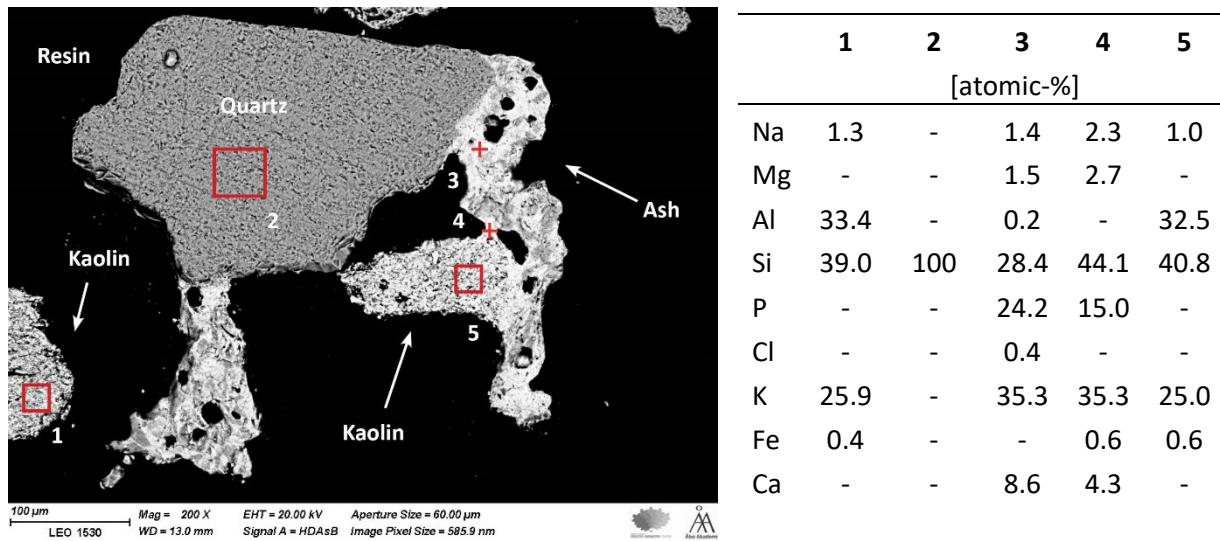 Resin
Quartz
3
2
4
Ash
Kaolin
5
Kaolin
1
100 µm
LEO 1530
Mag = 200 X EHT = 20.00 kV Aperture Size = 60.00 µm
WD = 13.0 mm Signal A = HDAsB Image Pixel Size = 585.9 nm
Åbo Akademi
1 2 3 4 5
[atomic-%]
Na 1.3 - 1.4 2.3 1.0
Mg - - 1.5 2.7 -
Al 33.4 - 0.2 - 32.5
Si 39.0 100 28.4 44.1 40.8
P - - 24.2 15.0 -
Cl - - 0.4 - -
K 25.9 - 35.3 35.3 25.0
Fe 0.4 - - 0.6 0.6
Ca - - 8.6 4.3 -